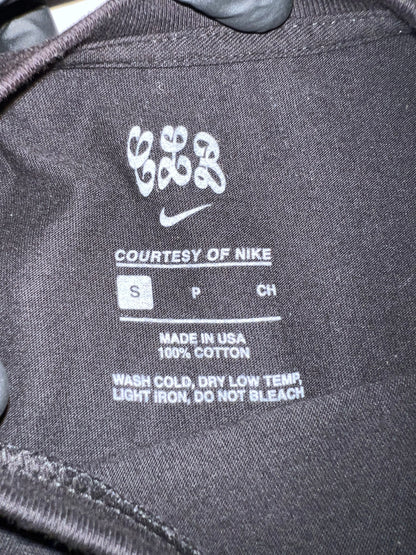 CLB
COURTESY OF NIKE
S P CH
MADE IN USA
100% COTTON
WASH COLD, DRY LOW TEMP,
LIGHT IRON, DO NOT BLEACH